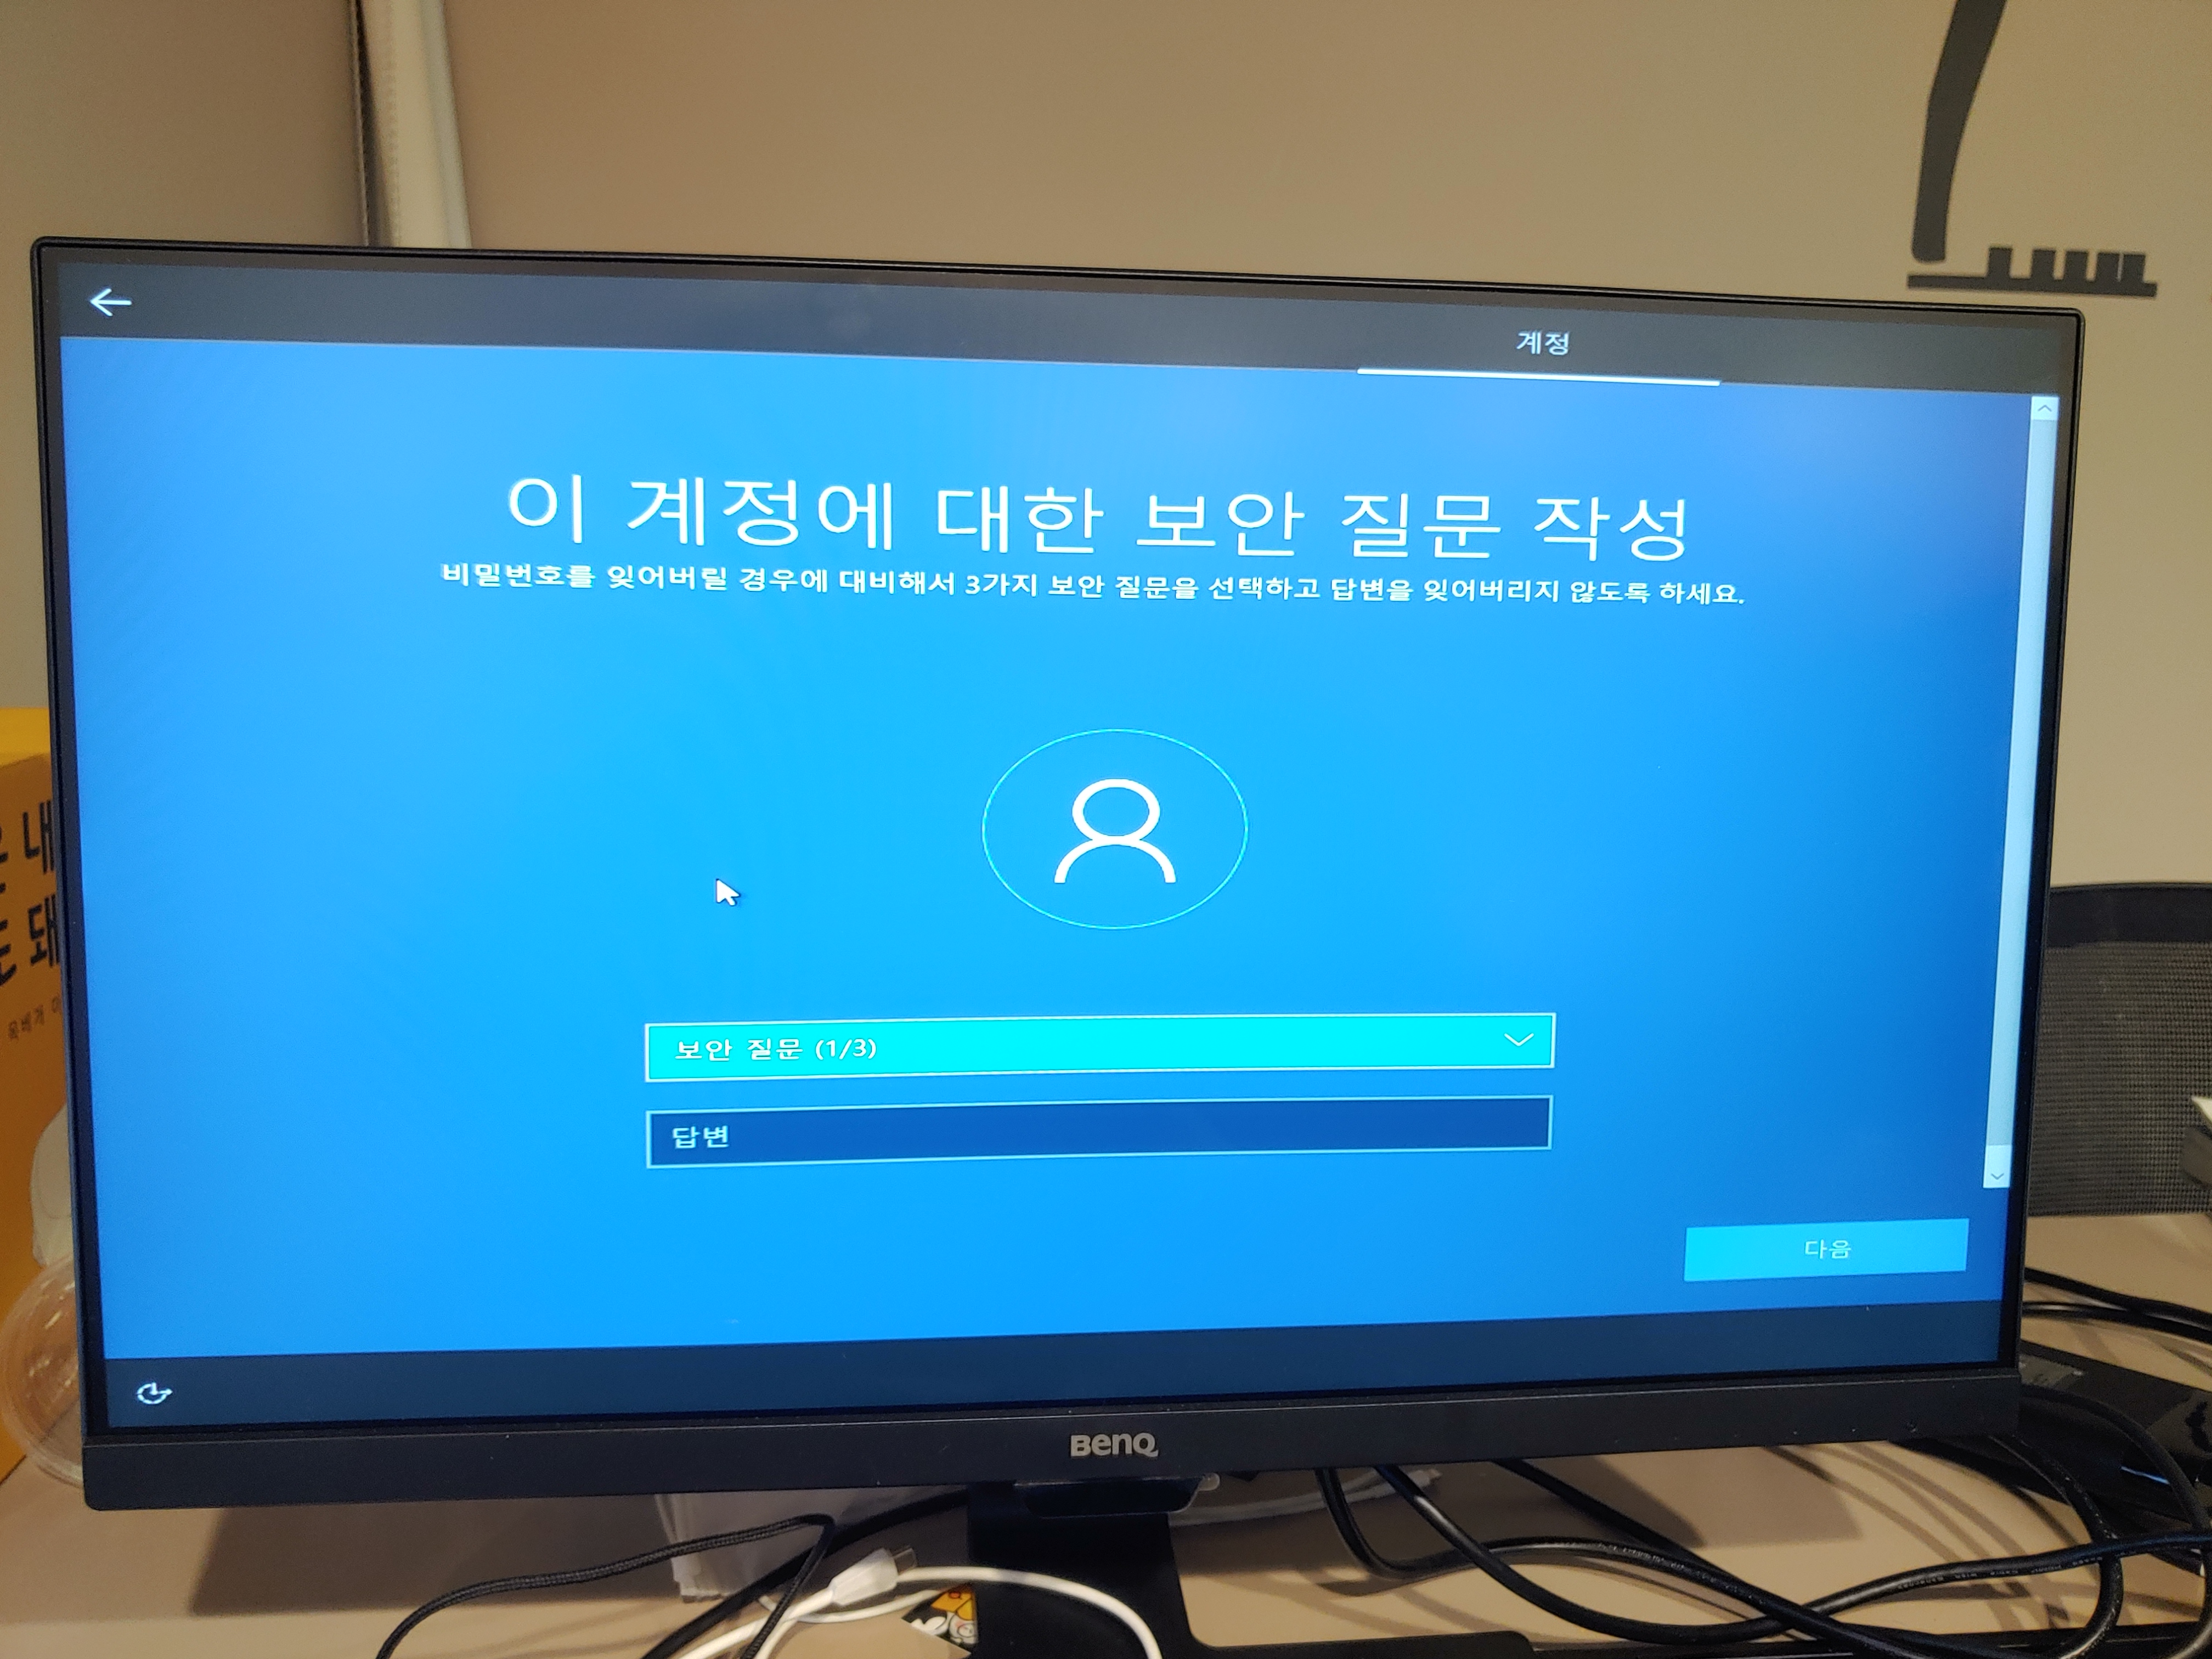 계정
이 계정에 대한 보안 질문 작성
비밀번호를 잊어버릴 경우에 대비해서 3가지 보안 질문을 선택하고 답변을 잊어버리지 않도록 하세요.
내
돼
보안 질문 (1/3)
답변
다음
BenQ